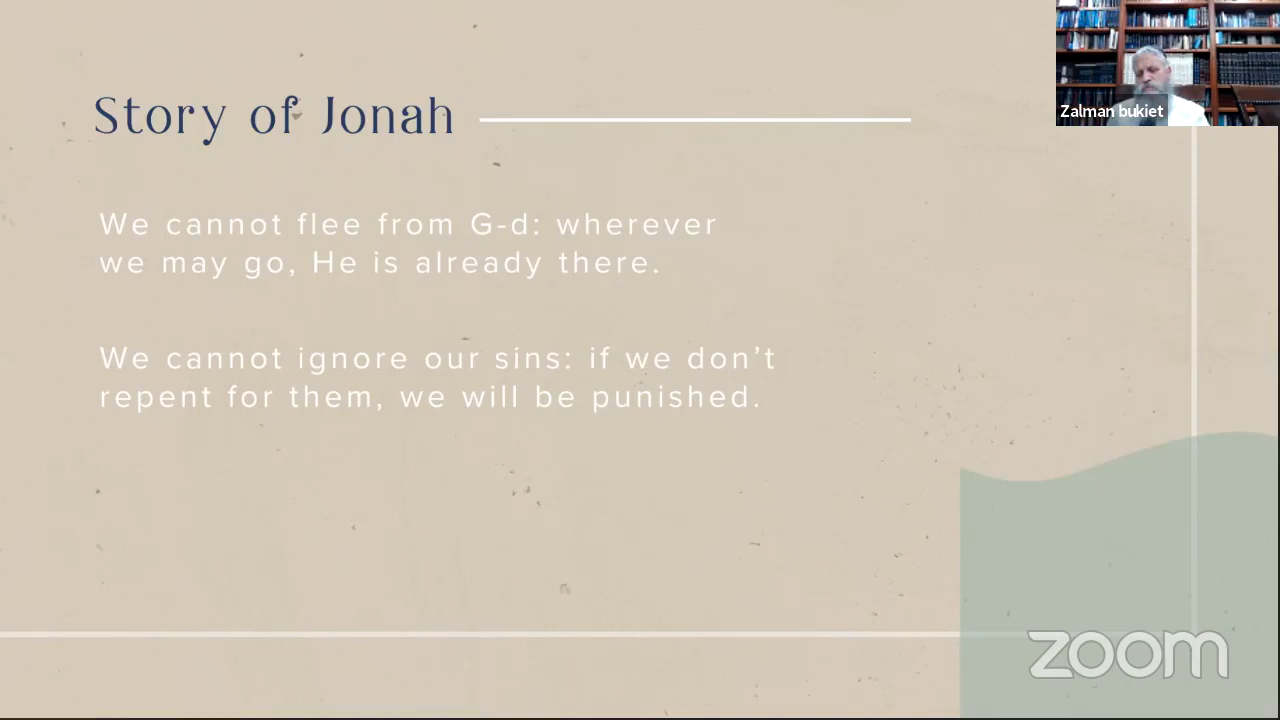 Zalman bukiet
Story of Jonah
We cannot flee from G-d: wherever
we may go, He is already there.
We cannot ignore our sins: if we don’t
repent for them, we will be punished.
zoom